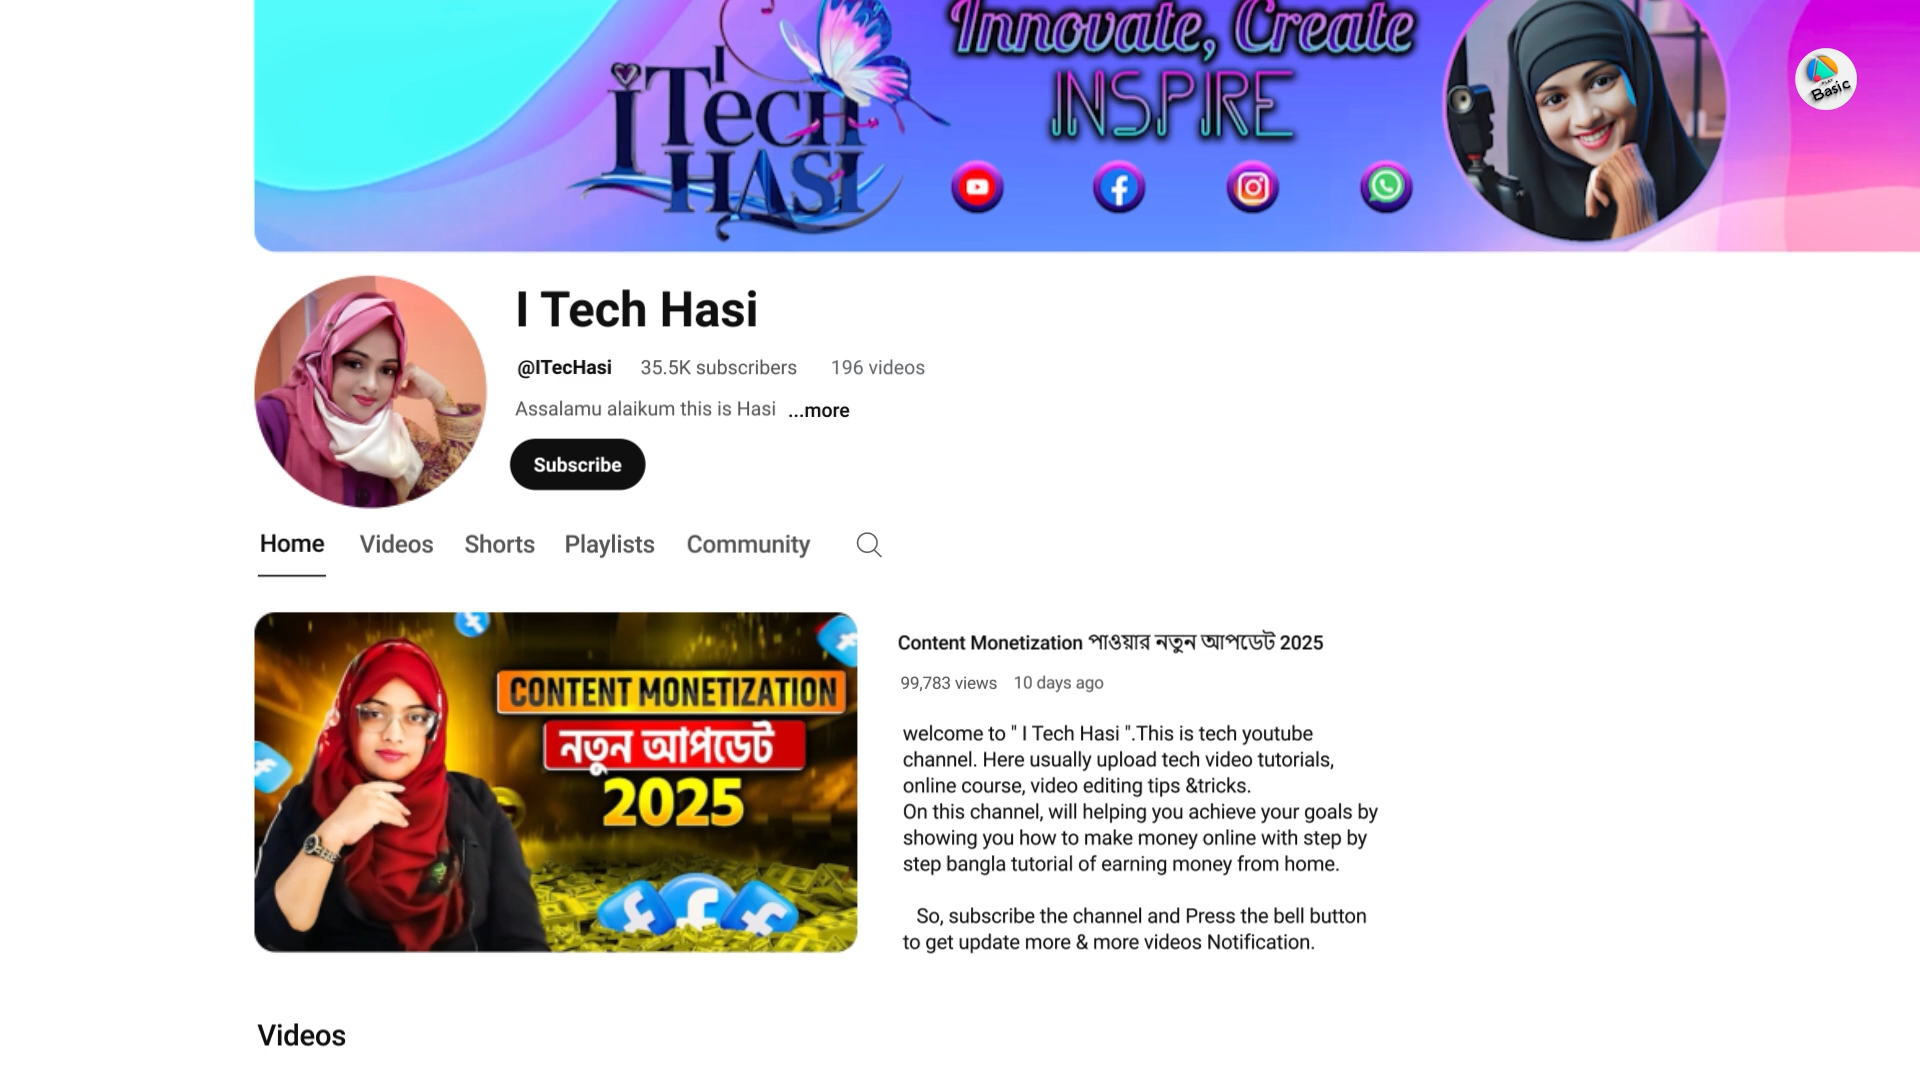 Innovate, Create
INSPIRE
I TecH
HASI
Basic
I Tech Hasi
@ITecHasi 35.5K subscribers 196 videos
Assalamu alaikum this is Hasi ...more
Subscribe
Home Videos Shorts Playlists Community
CONTENT MONETIZATION
নতুন আপডেট
2025
Content Monetization পাওয়ার নতুন আপডেট 2025
99,783 views 10 days ago
welcome to " I Tech Hasi ".This is tech youtube
channel. Here usually upload tech video tutorials,
online course, video editing tips &tricks.
On this channel, will helping you achieve your goals by
showing you how to make money online with step by
step bangla tutorial of earning money from home.
So, subscribe the channel and Press the bell button
to get update more & more videos Notification.
Videos